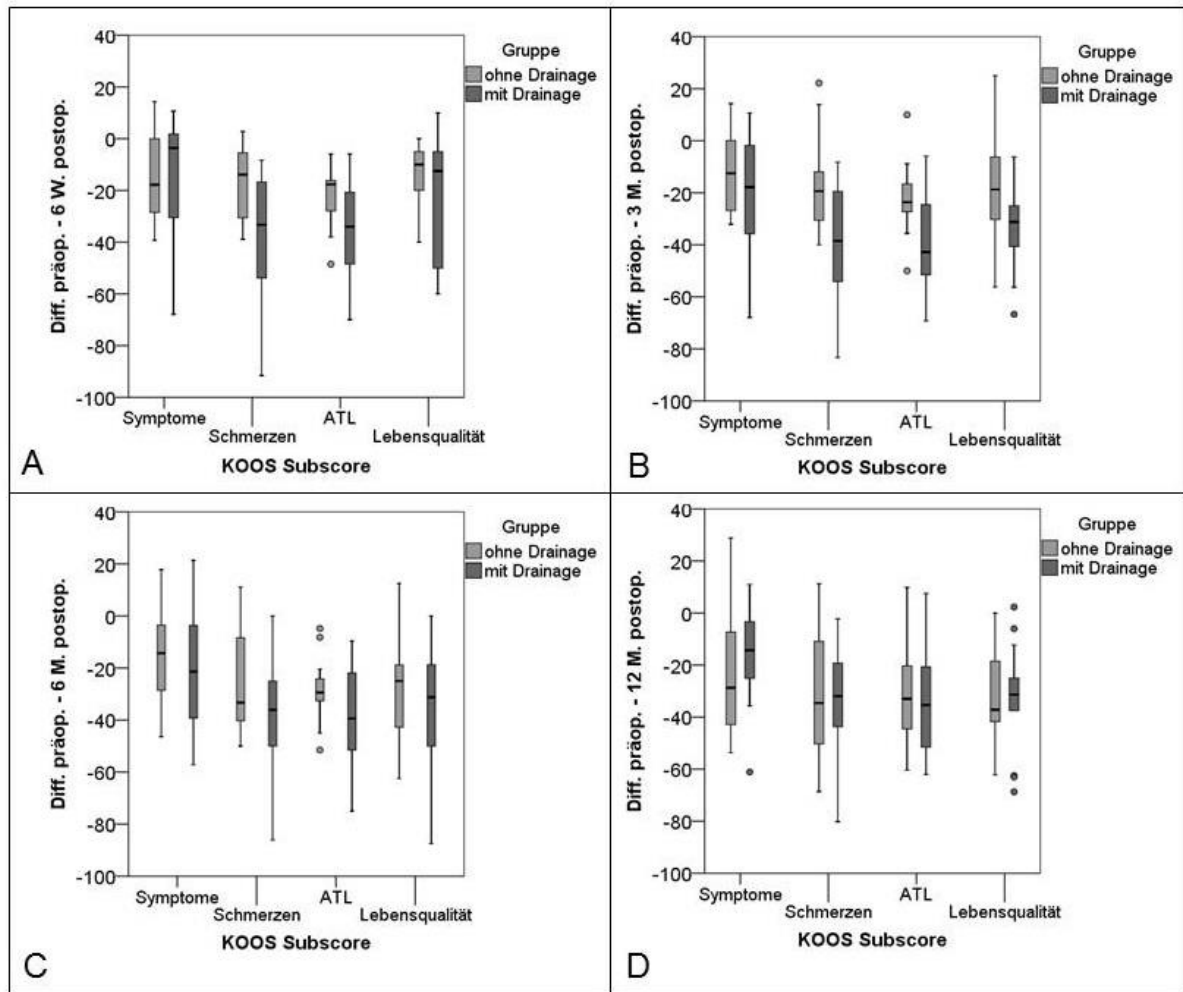 40
20
0
-20
-40
-60
-80
-100
Diff. präop. - 6 W. postop.
Symptome
Schmerzen
ATL
Lebensqualität
KOOS Subscore
Gruppe
ohne Drainage
mit Drainage
A
40
20
0
-20
-40
-60
-80
-100
Diff. präop. - 3 M. postop.
Symptome
Schmerzen
ATL
Lebensqualität
KOOS Subscore
Gruppe
ohne Drainage
mit Drainage
B
40
20
0
-20
-40
-60
-80
-100
Diff. präop. - 6 M. postop.
Symptome
Schmerzen
ATL
Lebensqualität
KOOS Subscore
Gruppe
ohne Drainage
mit Drainage
C
40
20
0
-20
-40
-60
-80
-100
Diff. präop. - 12 M. postop.
Symptome
Schmerzen
ATL
Lebensqualität
KOOS Subscore
Gruppe
ohne Drainage
mit Drainage
D